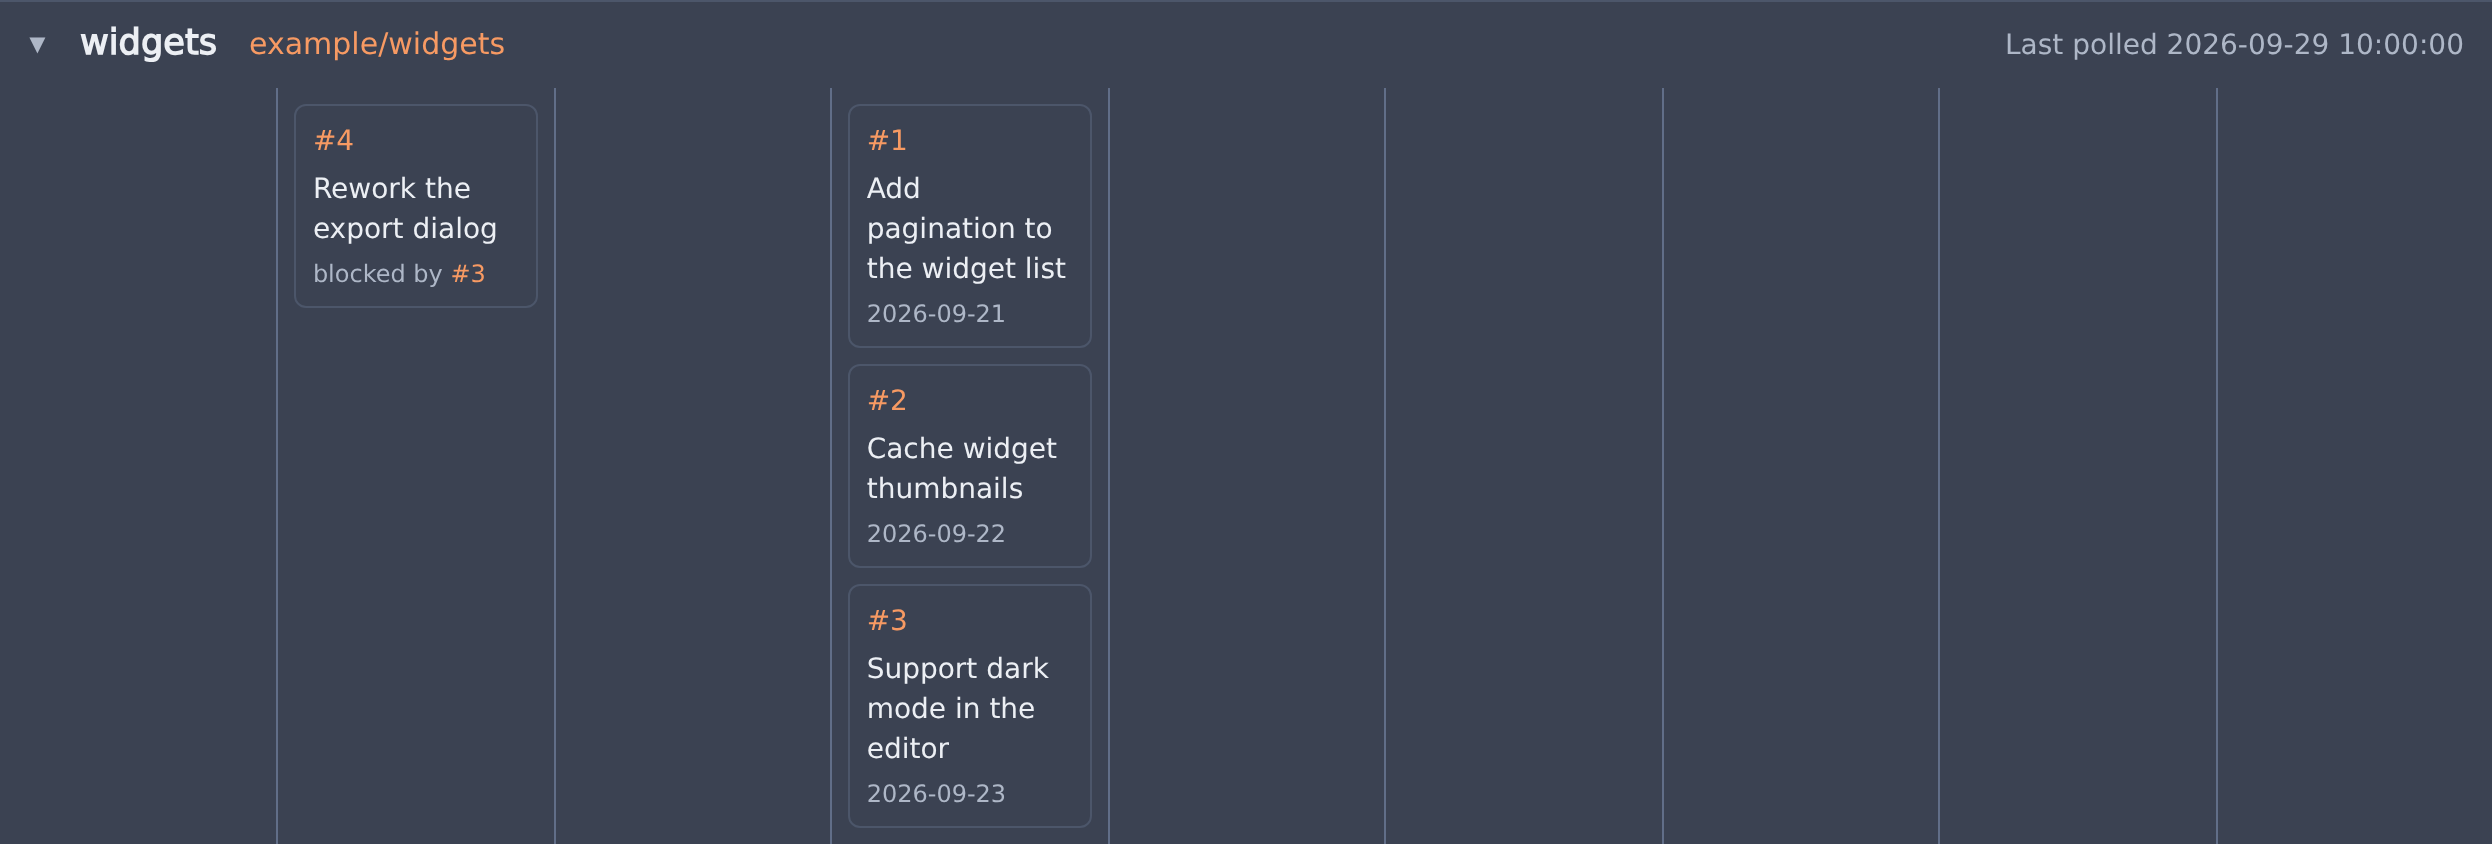 ▼ widgets example/widgets Last polled 2026-09-29 10:00:00
#4
Rework the
export dialog
blocked by #3
#1
Add
pagination to
the widget list
2026-09-21
#2
Cache widget
thumbnails
2026-09-22
#3
Support dark
mode in the
editor
2026-09-23